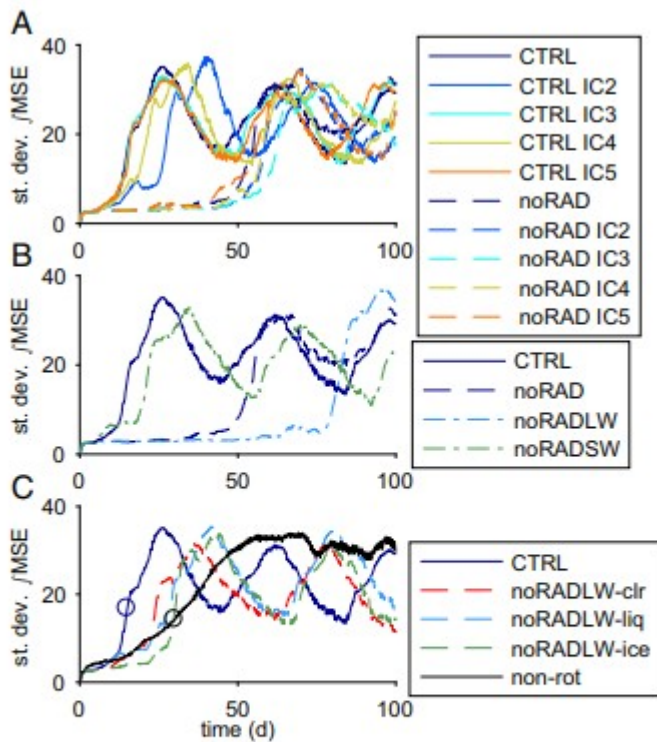 A
st. dev. ∫MSE
40
20
0
0
50
100
CTRL
CTRL IC2
CTRL IC3
CTRL IC4
CTRL IC5
noRAD
noRAD IC2
noRAD IC3
noRAD IC4
noRAD IC5
B
st. dev. ∫MSE
40
20
0
0
50
100
CTRL
noRAD
noRADLW
noRADSW
C
st. dev. ∫MSE
40
20
0
0
50
100
time (d)
CTRL
noRADLW-clr
noRADLW-liq
noRADLW-ice
non-rot